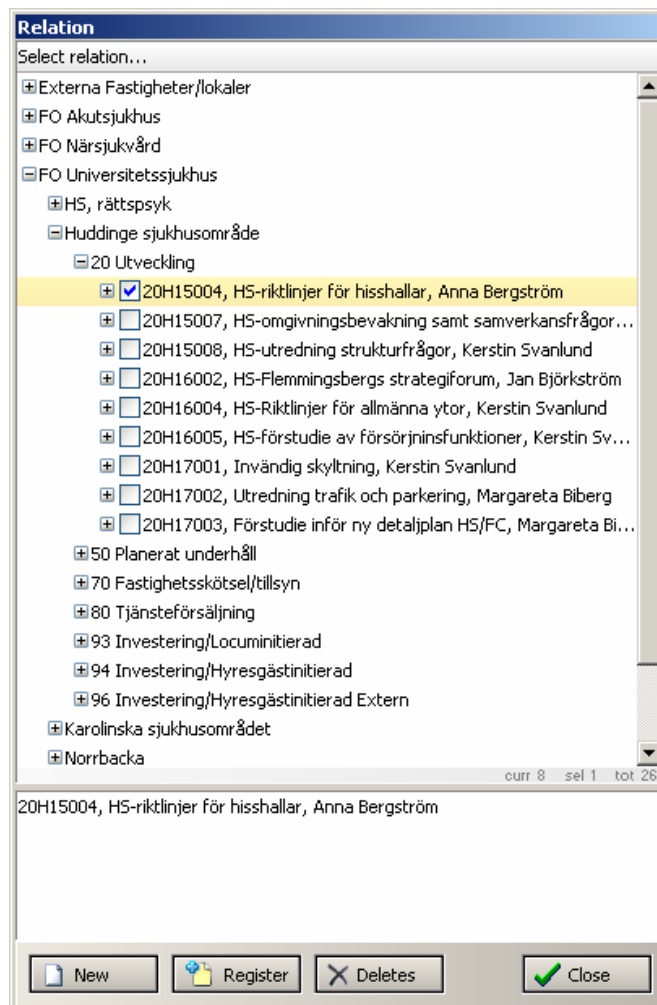 Relation
Select relation...
Externa Fastigheter/lokaler
FO Akutsjukhus
FO Närsjukvård
FO Universitetssjukhus
HS, rättspsyk
Huddinge sjukhusområde
20 Utveckling
20H15004, HS-riktlinjer för hisshallar, Anna Bergström
20H15007, HS-omgivningsbevakning samt samverkansfrågor...
20H15008, HS-utredning strukturfrågor, Kerstin Svanlund
20H16002, HS-Flemmingsbergs strategiforum, Jan Björkström
20H16004, HS-Riktlinjer för allmänna ytor, Kerstin Svanlund
20H16005, HS-förstudie av försörjninsfunktioner, Kerstin Sv...
20H17001, Invändig skyltning, Kerstin Svanlund
20H17002, Utredning trafik och parkering, Margareta Biberg
20H17003, Förstudie inför ny detaljplan HS/FC, Margareta Bi...
50 Planerat underhåll
70 Fastighetsskötsel/tillsyn
80 Tjänsteförsäljning
93 Investering/Locuminitierad
94 Investering/Hyresgästinitierad
96 Investering/Hyresgästinitierad Extern
Karolinska sjukhusområdet
Norrbacka
curr 8 sel 1 tot 26
20H15004, HS-riktlinjer för hisshallar, Anna Bergström
New Register Deletes Close